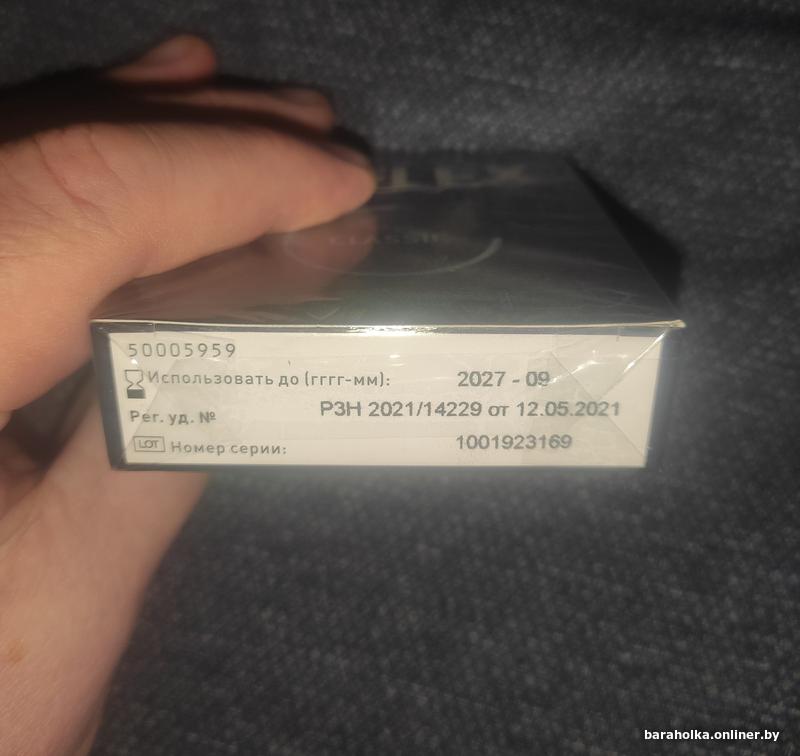 CLASSIC
50005959
Использовать до (гггг-мм): 2027 - 09
Рег. уд. № РЗН 2021/14229 от 12.05.2021
LOT Номер серии: 1001923169
baraholka.onliner.by